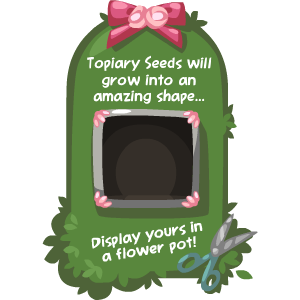 Topiary Seeds will
grow into an
amazing shape...
Display yours in
a flower pot!